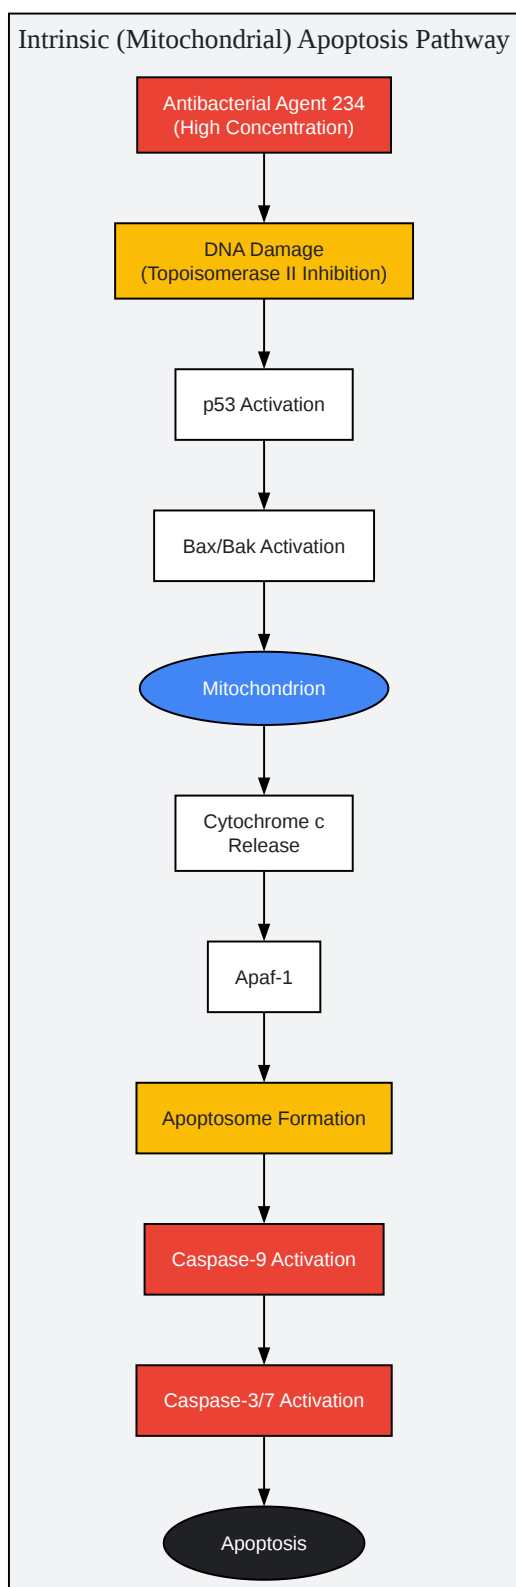 Intrinsic (Mitochondrial) Apoptosis Pathway
Antibacterial Agent 234
(High Concentration)
DNA Damage
(Topoisomerase II Inhibition)
p53 Activation
Bax/Bak Activation
Mitochondrion
Cytochrome c
Release
Apaf-1
Apoptosome Formation
Caspase-9 Activation
Caspase-3/7 Activation
Apoptosis